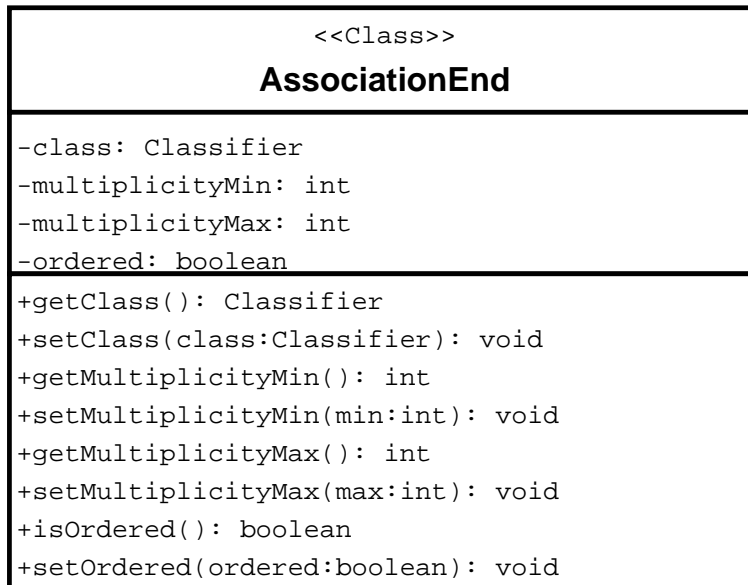 <<Class>>
AssociationEnd
-class: Classifier
-multiplicityMin: int
-multiplicityMax: int
-ordered: boolean
+getClass(): Classifier
+setClass(class:Classifier): void
+getMultiplicityMin(): int
+setMultiplicityMin(min:int): void
+getMultiplicityMax(): int
+setMultiplicityMax(max:int): void
+isOrdered(): boolean
+setOrdered(ordered:boolean): void